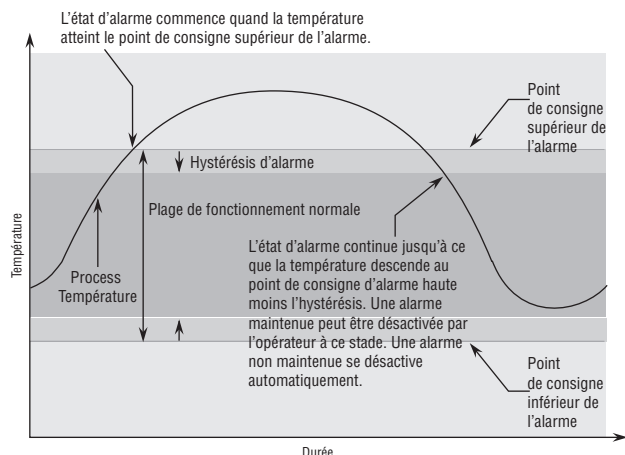 L’état d’alarme commence quand la température
atteint le point de consigne supérieur de l’alarme.
Point
de consigne
supérieur de
l’alarme
Hystérésis d’alarme
Plage de fonctionnement normale
Température
Process
Température
L’état d’alarme continue jusqu’à ce
que la température descende au
point de consigne d’alarme haute
moins l’hystérésis. Une alarme
maintenue peut être désactivée par
l’opérateur à ce stade. Une alarme
non maintenue se désactive
automatiquement.
Point
de consigne
inférieur de
l’alarme
Durée